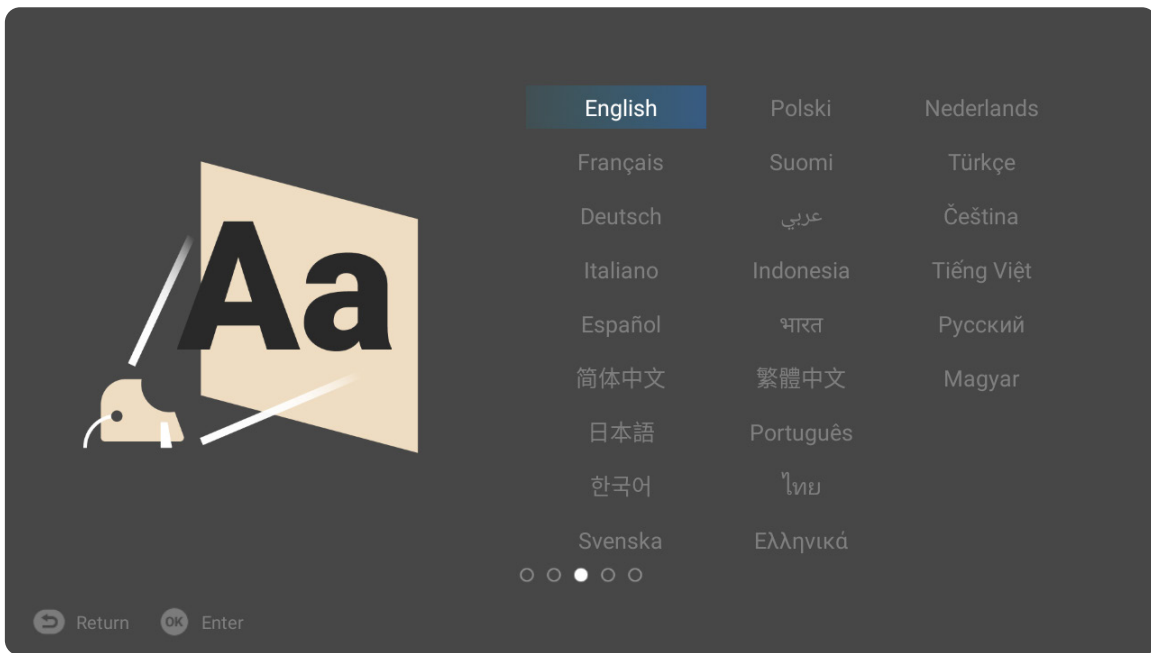 Aa
English Polski Nederlands
Français Suomi Türkçe
Deutsch عربي Čeština
Italiano Indonesia Tiếng Việt
Español भारत Русский
简体中文 繁體中文 Magyar
日本語 Português
한국어 ไทย
Svenska Ελληνικά
Return OK Enter